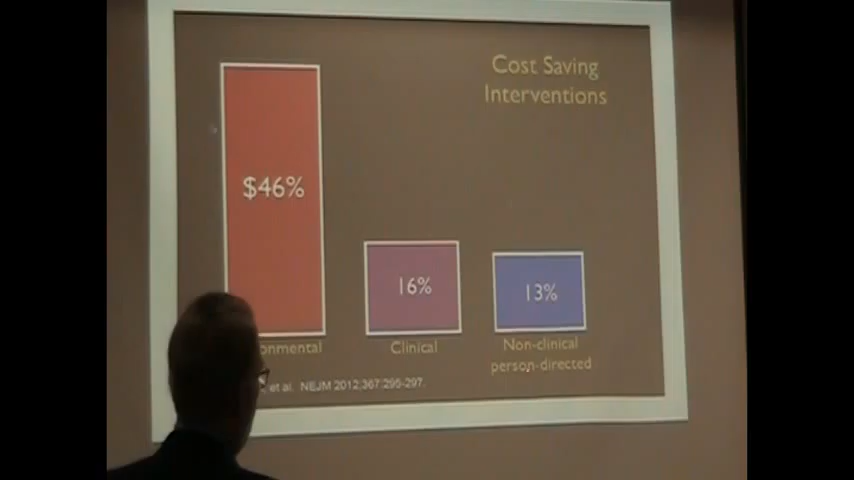 Cost Saving
Interventions
$46%
16%
13%
onmental
Clinical
Non-clinical
person-directed
et al. NEJM 2012;367:295-297.